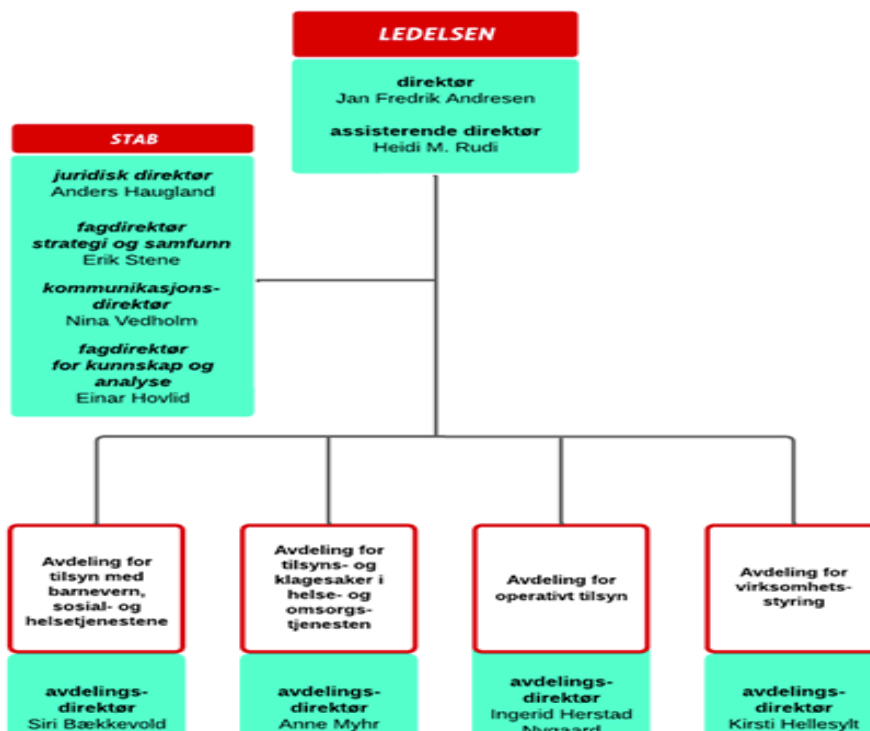 LEDELSEN
direktør
Jan Fredrik Andresen
assisterende direktør
Heidi M. Rudi
STAB
juridisk direktør
Anders Haugland
fagdirektør
strategi og samfunn
Erik Stene
kommunikasjons-
direktør
Nina Vedholm
fagdirektør
for kunnskap og
analyse
Einar Hovlid
Avdeling for
tilsyn med
barnevern,
sosial- og
helsetjenestene
avdelings-
direktør
Siri Bækkevold
Avdeling for
tilsyns- og
klagesaker i
helse- og
omsorgs-
tjenesten
avdelings-
direktør
Anne Myhr
Avdeling for
operativt tilsyn
avdelings-
direktør
Ingerid Herstad
Nygaard
Avdeling for
virksomhets-
styring
avdelings-
direktør
Kirsti Hellesylt